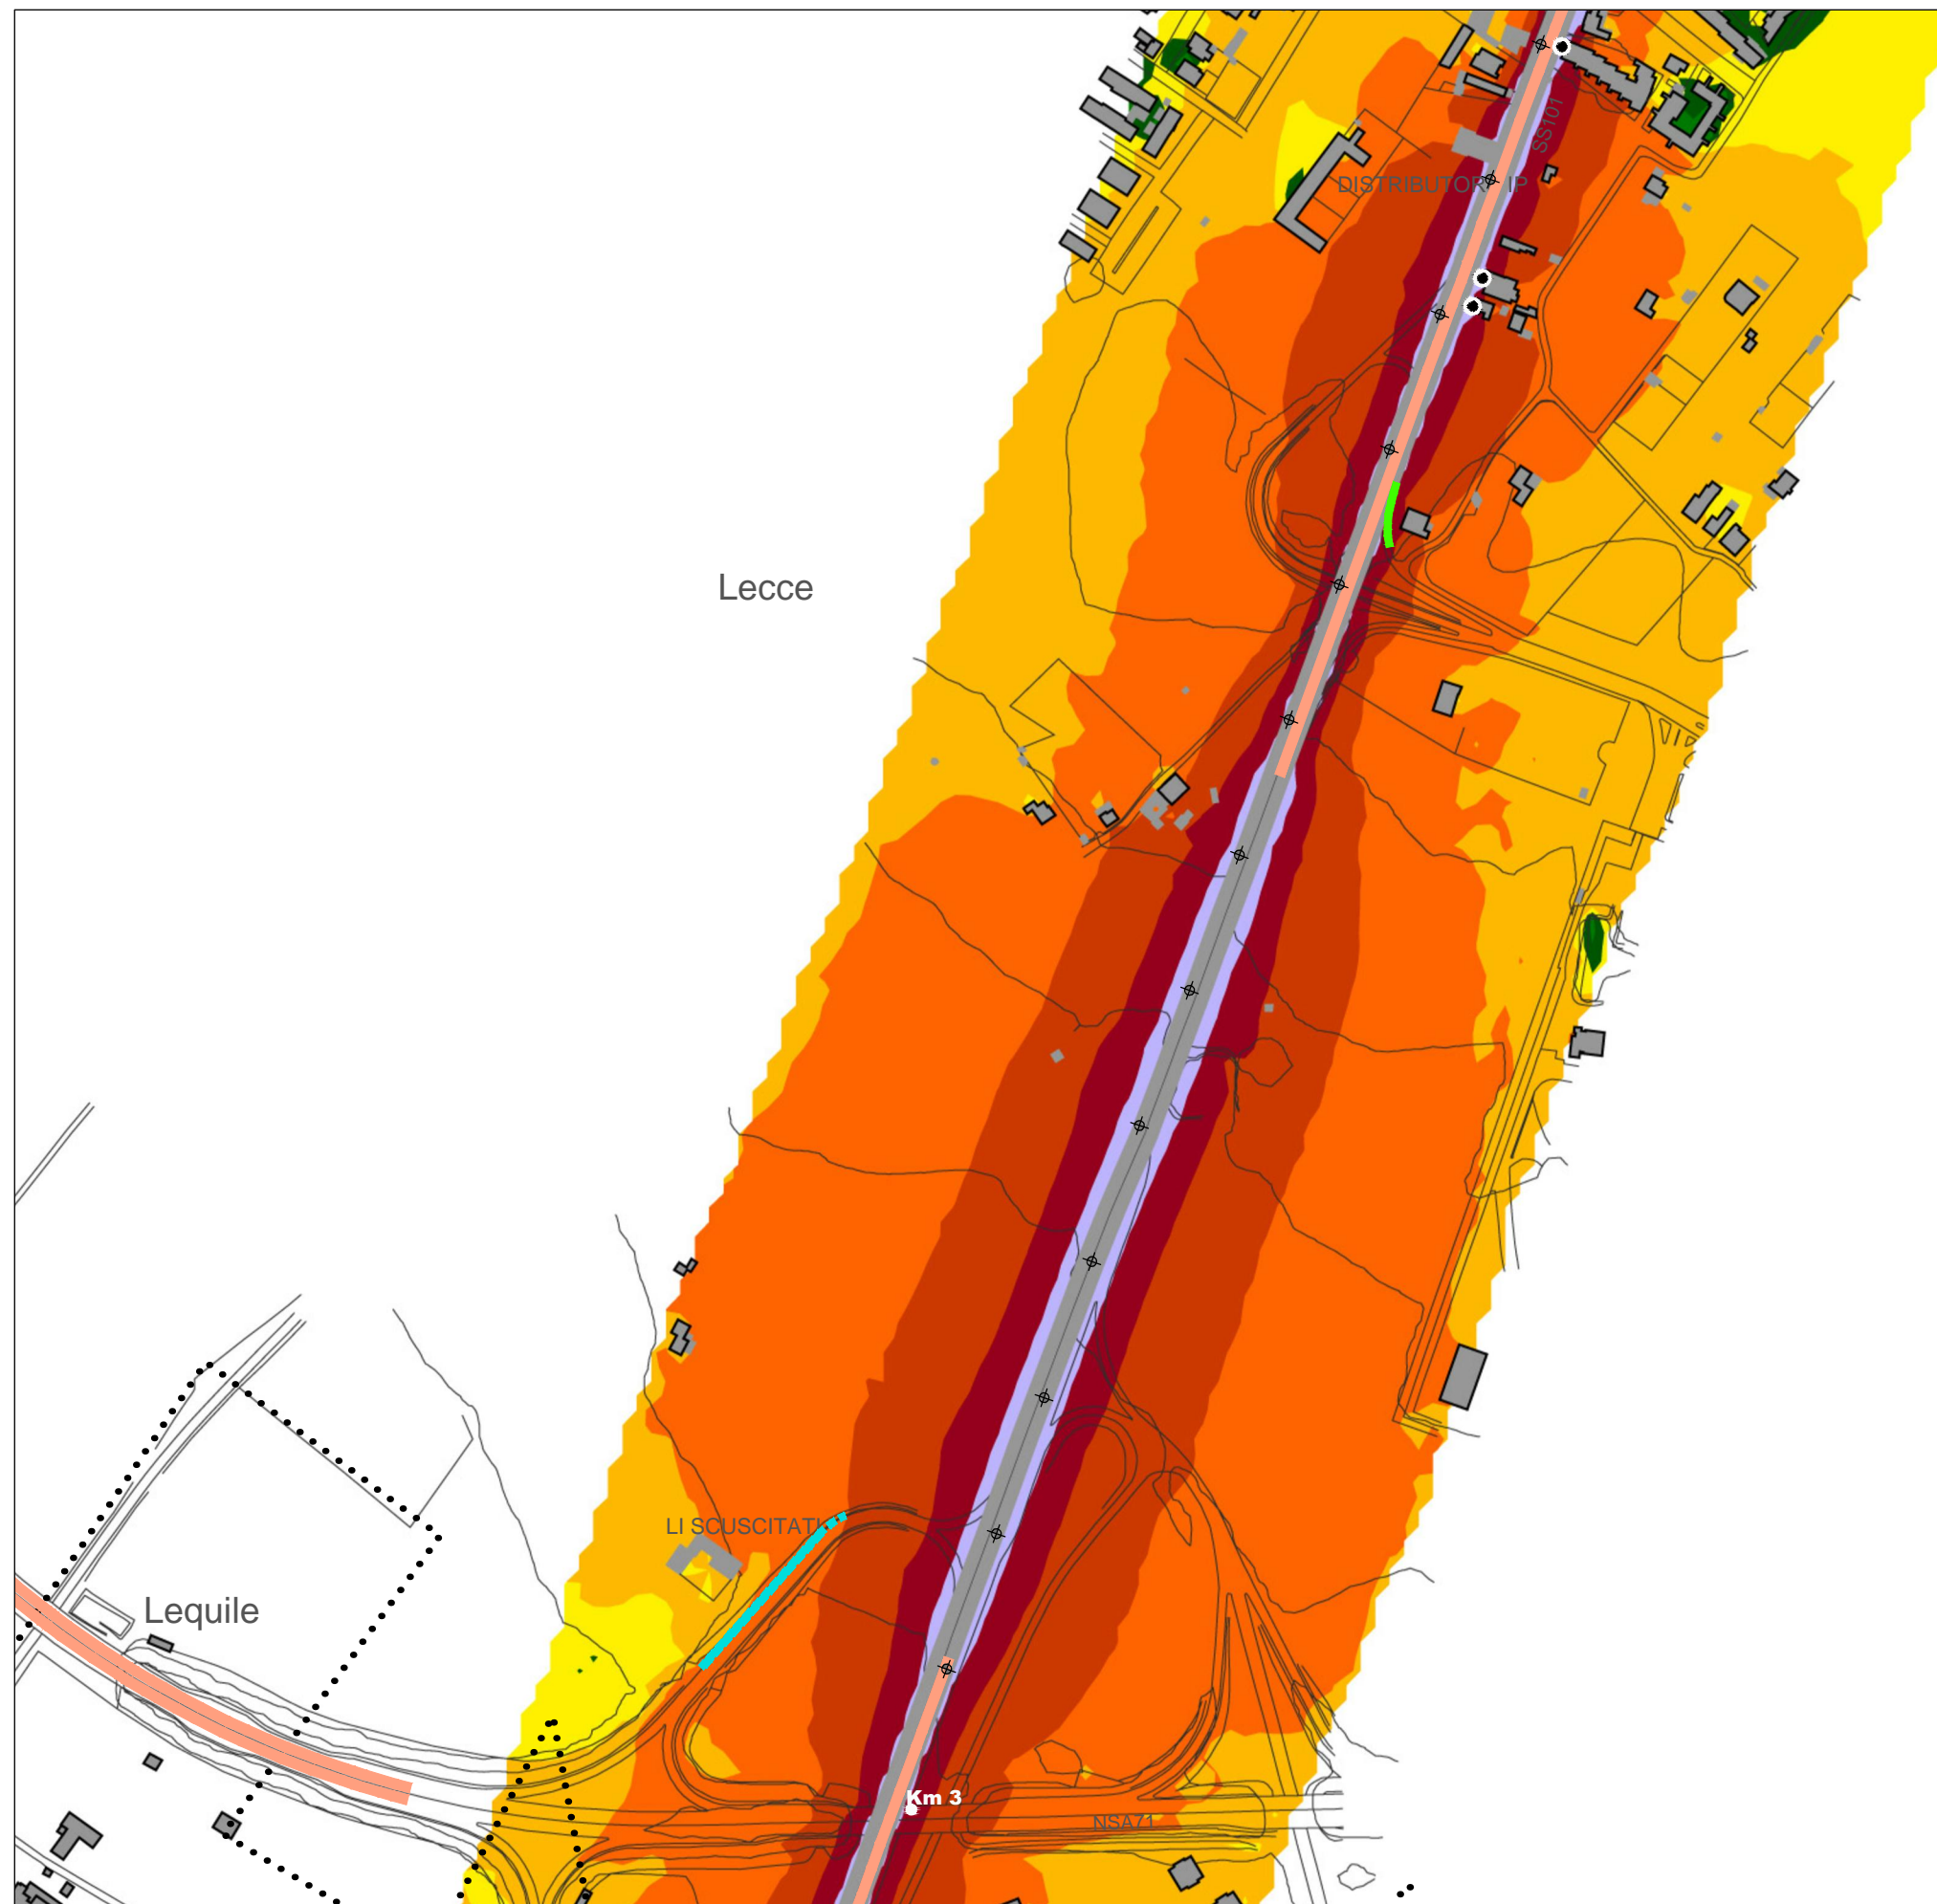 SS101
DISTRIBUTORE IP
Lecce
LI SCUSCITATI
Lequile
Km 3
NSA71